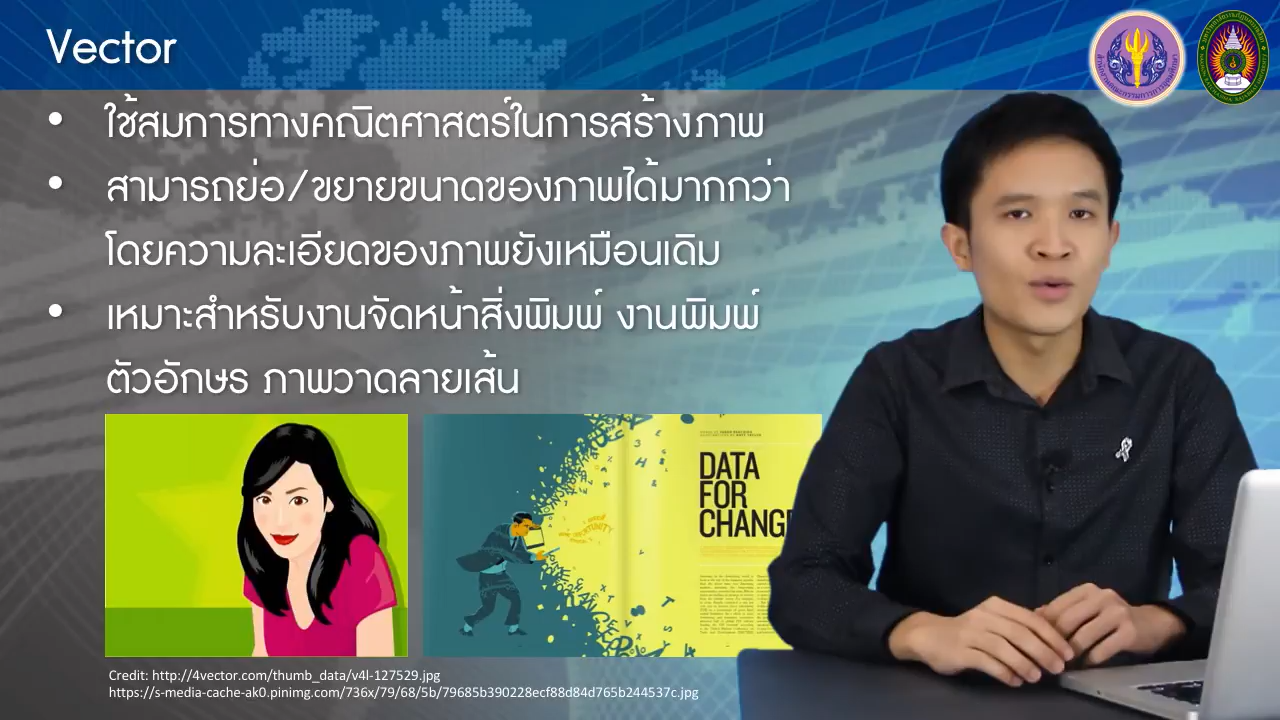 Vector
• ใช้สมการทางคณิตศาสตร์ในการสร้างภาพ
• สามารถย่อ/ขยายขนาดของภาพได้มากกว่า
โดยความละเอียดของภาพยังเหมือนเดิม
• เหมาะสำหรับงานจัดหน้าสิ่งพิมพ์ งานพิมพ์
ตัวอักษร ภาพวาดลายเส้น
DATA
FOR
CHANGE
Credit: http://4vector.com/thumb_data/v4l-127529.jpg
https://s-media-cache-ak0.pinimg.com/736x/79/68/5b/79685b390228ecf88d84d765b244537c.jpg